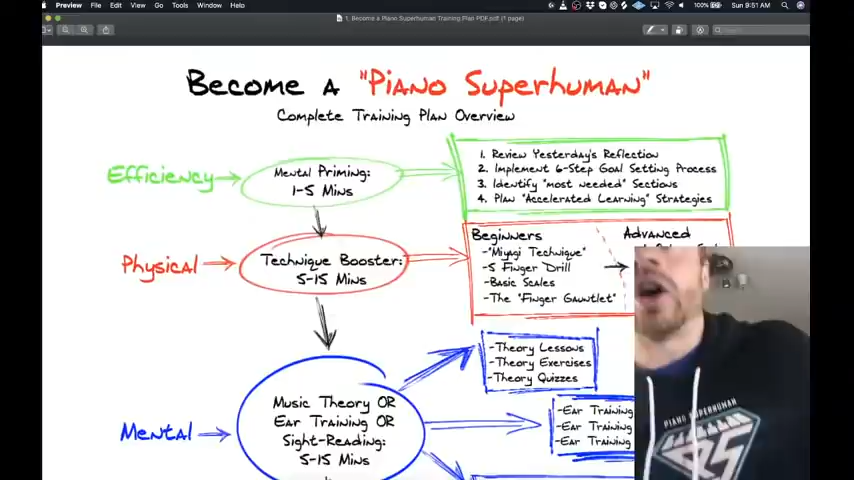 Preview File Edit View Go Tools Window Help
100% Sun 9:51 AM
1. Become a Piano Superhuman Training Plan PDF.pdf (1 page)
Search
Become a "Piano Superhuman"
Complete Training Plan Overview
Efficiency
Mental Priming:
1-5 Mins
1. Review Yesterday's Reflection
2. Implement 6-Step Goal Setting Process
3. Identify "most needed" Sections
4. Plan "Accelerated Learning" Strategies
Physical
Technique Booster:
5-15 Mins
Beginners
-"Miyagi Technique"
-5 Finger Drill
-Basic Scales
-The "Finger Gauntlet"
Advanced
Mental
Music Theory OR
Ear Training OR
Sight-Reading:
5-15 Mins
-Theory Lessons
-Theory Exercises
-Theory Quizzes
-Ear Training
-Ear Training
-Ear Training
PIANO SUPERHUMAN
PS